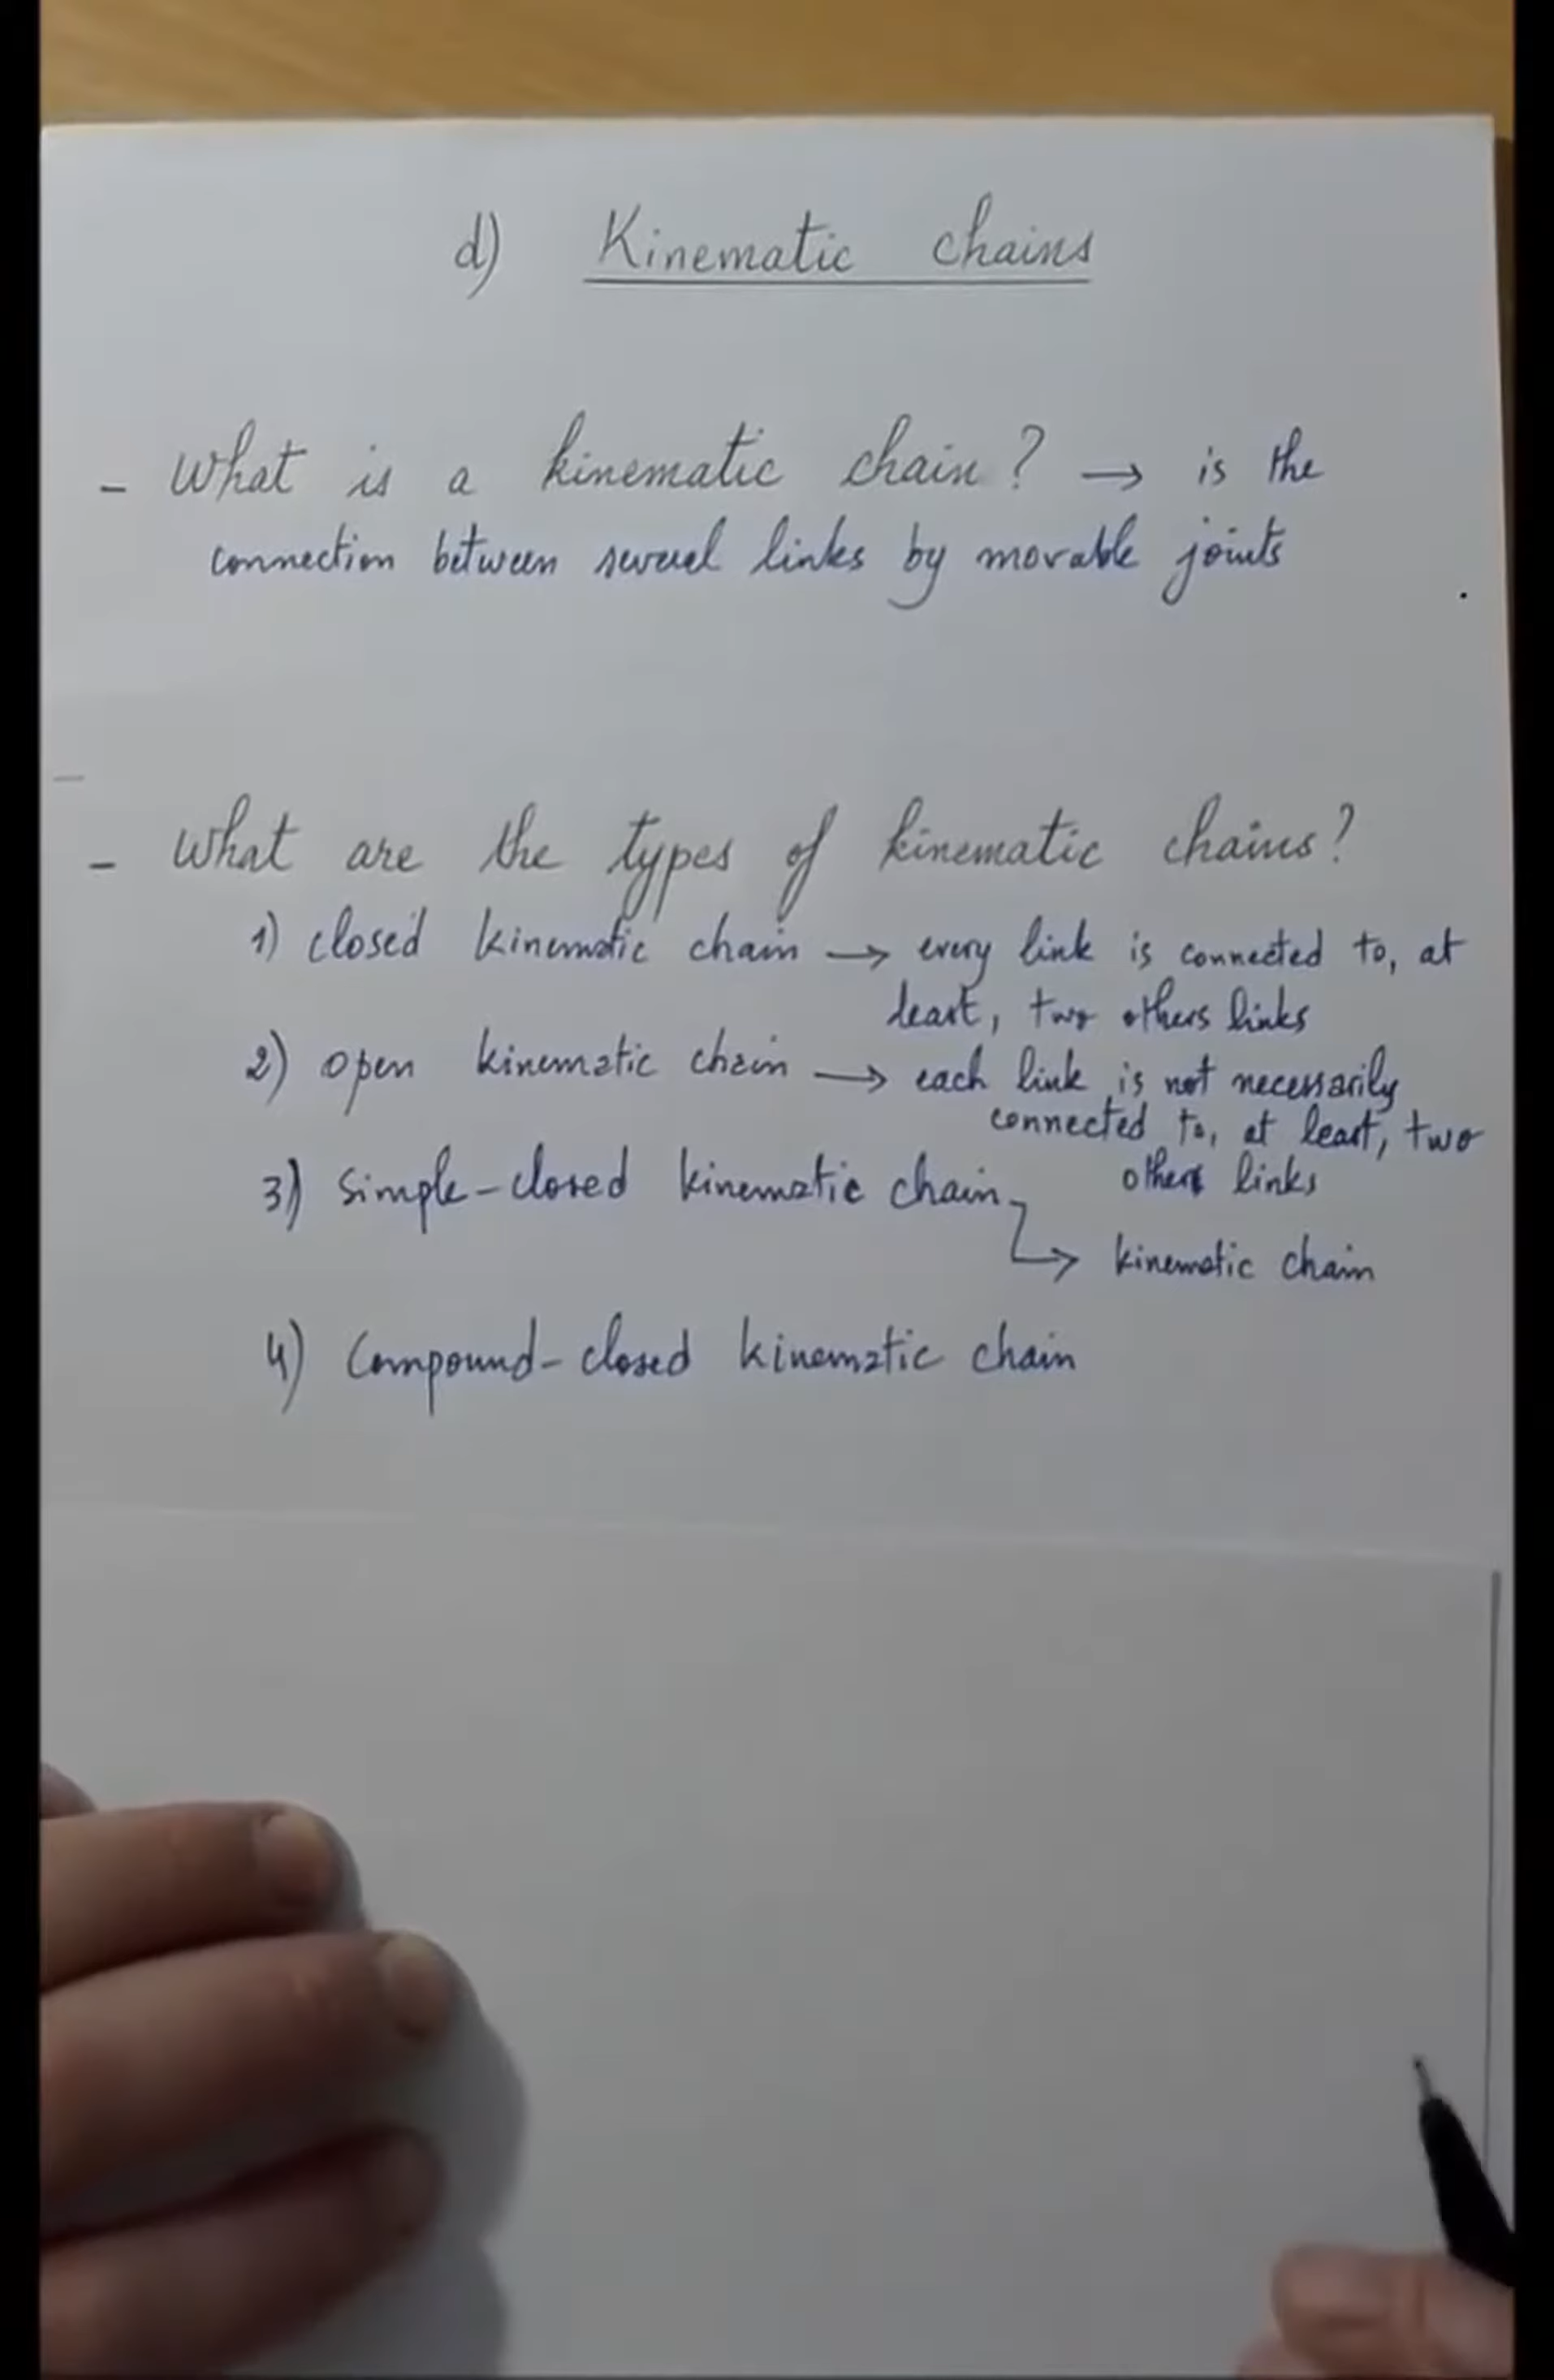 d) Kinematic chains
- What is a kinematic chain? → is the
connection between several links by movable joints
- What are the types of kinematic chains?
1) closed kinematic chain → every link is connected to, at
least, two others links
2) open kinematic chain → each link is not necessarily
connected to, at least, two
others links
3) simple-closed kinematic chain
→ kinematic chain
4) Compound-closed kinematic chain